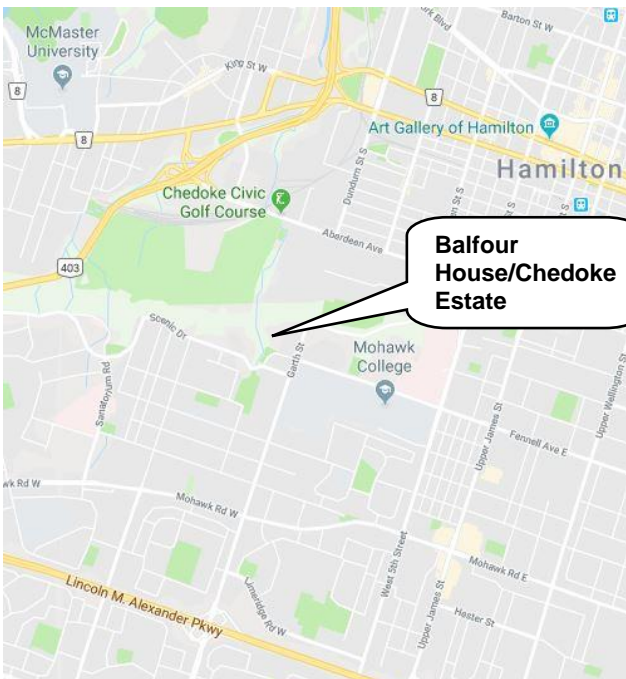 McMaster
University
Barton St W
King St W
8
8
8
Art Gallery of Hamilton
Hamilton
Dundurn St S
Chedoke Civic
Golf Course
Aberdeen Ave
403
Balfour
House/Chedoke
Estate
Scenic Dr
Garth St
Mohawk
College
Sanatorium Rd
Upper Wellington St
Upper James St
Fennell Ave E
wk Rd W
Mohawk Rd W
West 5th Street
Mohawk Rd E
Lincoln M. Alexander Pkwy
Limeridge Rd W
Upper James St
Hester St